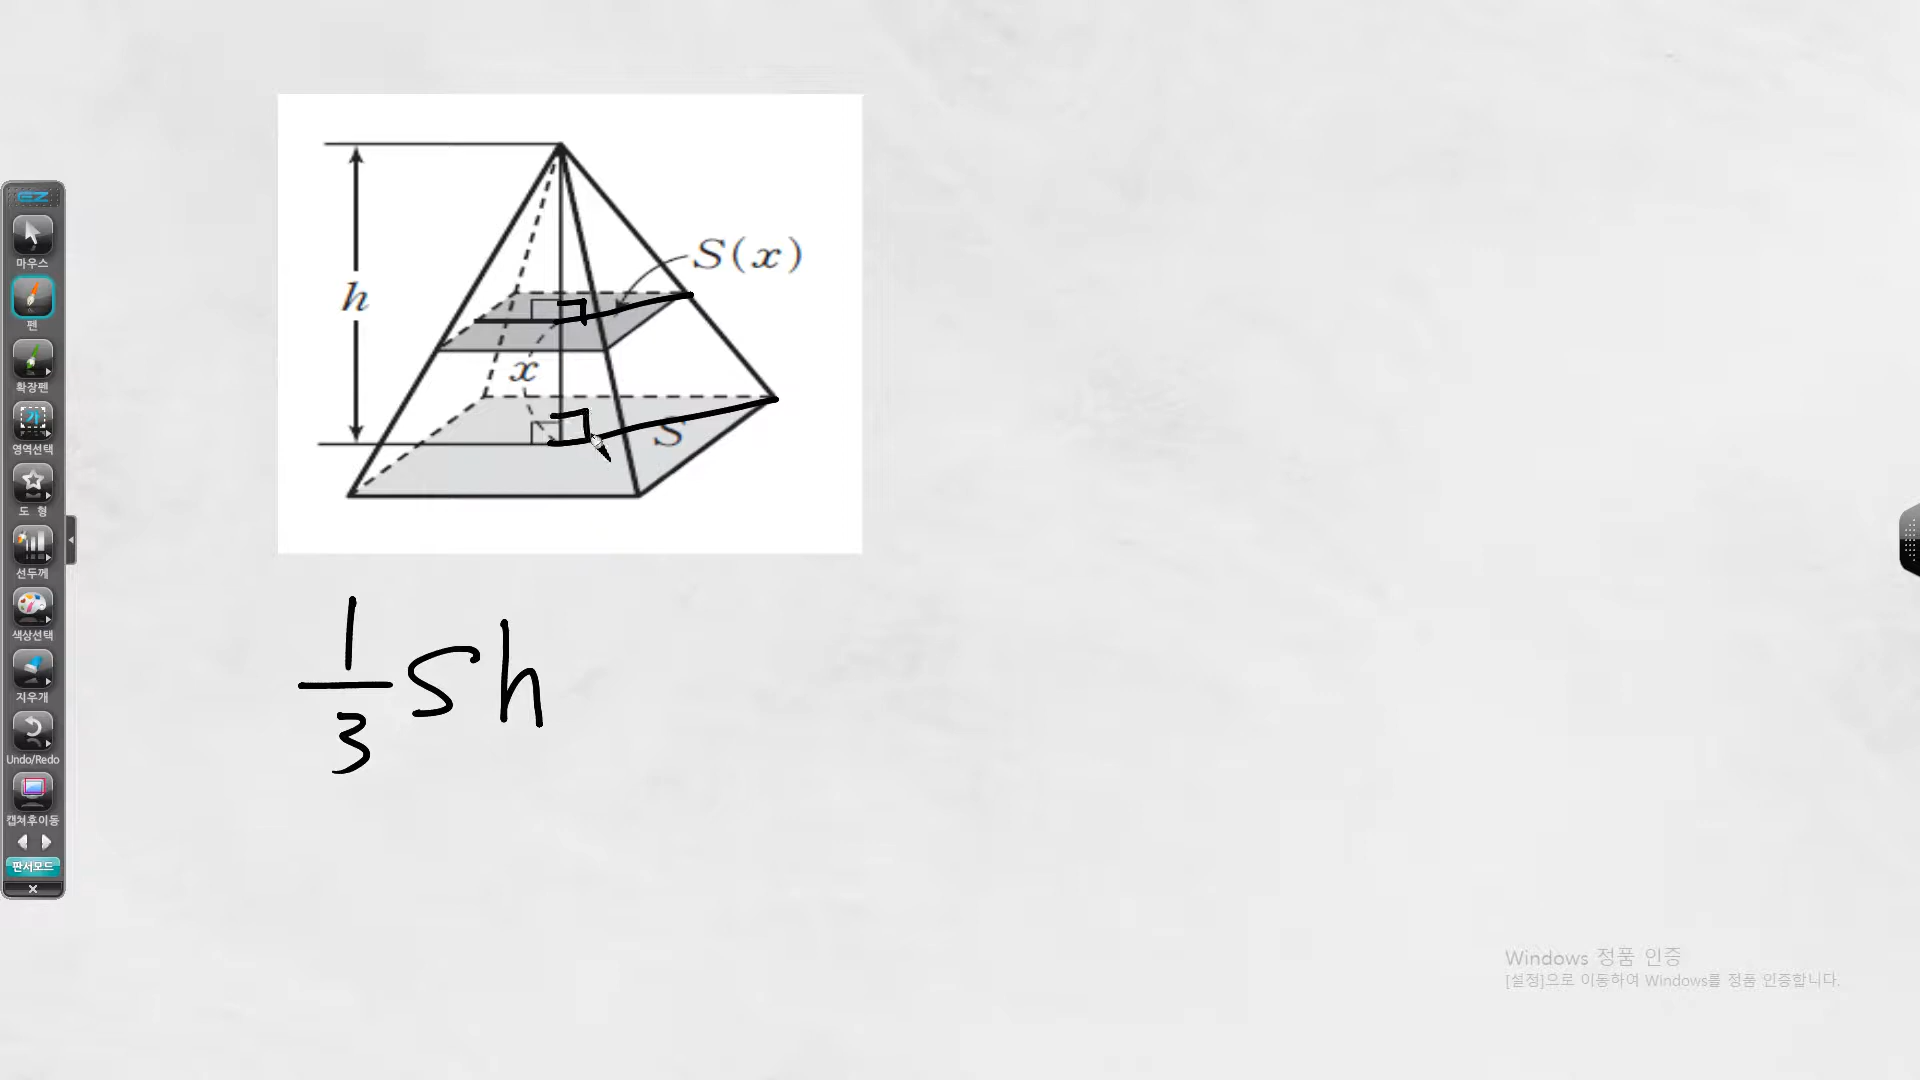 EZ
마우스
펜
확장펜
영역선택
도 형
선두께
색상선택
지우개
Undo/Redo
캡쳐후이동
판서모드
x
h
S(x)
x
S
1/3 Sh
Windows 정품 인증
[설정]으로 이동하여 Windows를 정품 인증합니다.